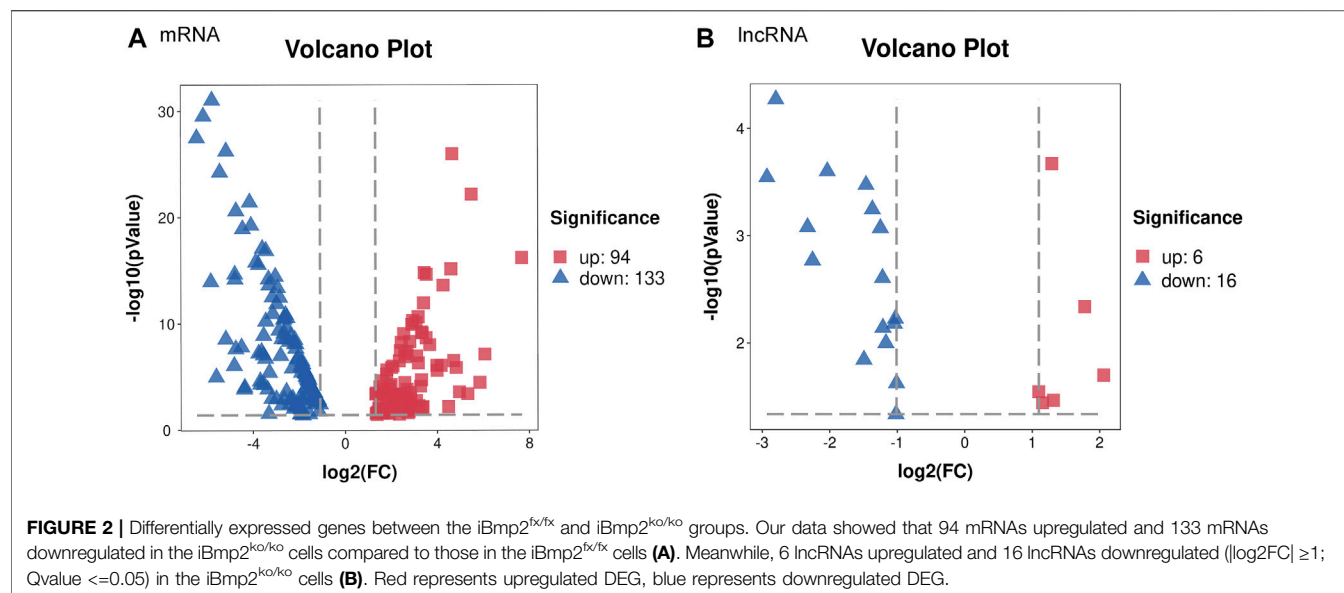 A mRNA
Volcano Plot
-log10(pValue)
30
20
10
0
-4
0
4
8
log2(FC)
Significance
up: 94
down: 133
B lncRNA
Volcano Plot
-log10(pValue)
4
3
2
-3
-2
-1
0
1
2
log2(FC)
Significance
up: 6
down: 16
FIGURE 2 | Differentially expressed genes between the iBmp2fx/fx and iBmp2ko/ko groups. Our data showed that 94 mRNAs upregulated and 133 mRNAs
downregulated in the iBmp2ko/ko cells compared to those in the iBmp2fx/fx cells (A). Meanwhile, 6 lncRNAs upregulated and 16 lncRNAs downregulated (|log2FC| ≥1;
Qvalue <=0.05) in the iBmp2ko/ko cells (B). Red represents upregulated DEG, blue represents downregulated DEG.